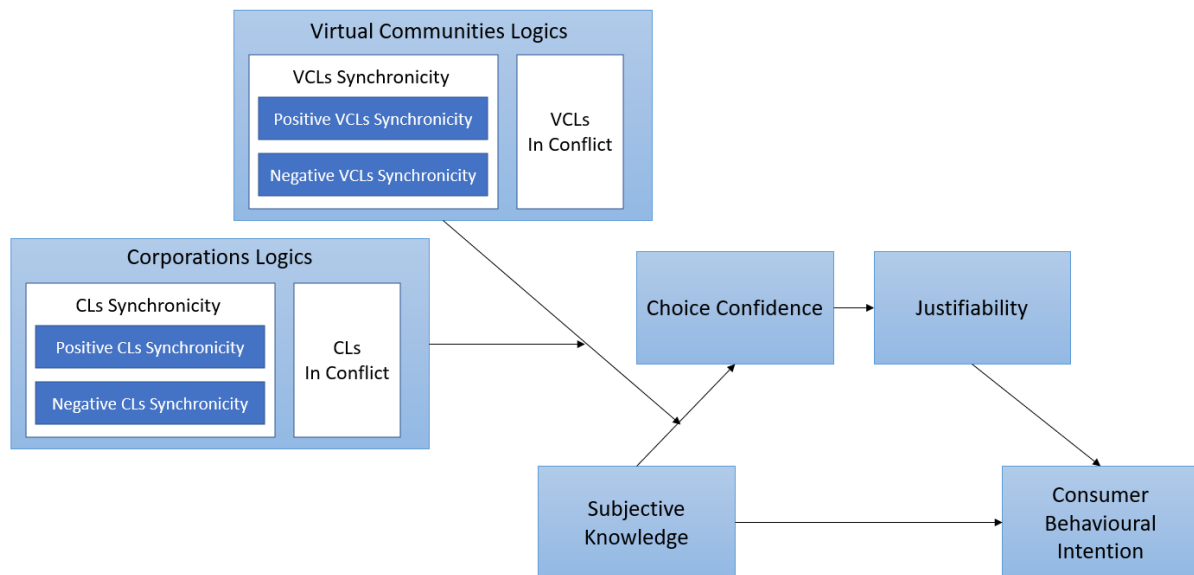 Virtual Communities Logics
VCLs Synchronicity
Positive VCLs Synchronicity
Negative VCLs Synchronicity
VCLs
In Conflict
Corporations Logics
CLs Synchronicity
Positive CLs Synchronicity
Negative CLs Synchronicity
CLs
In Conflict
Choice Confidence
Justifiability
Subjective
Knowledge
Consumer
Behavioural
Intention